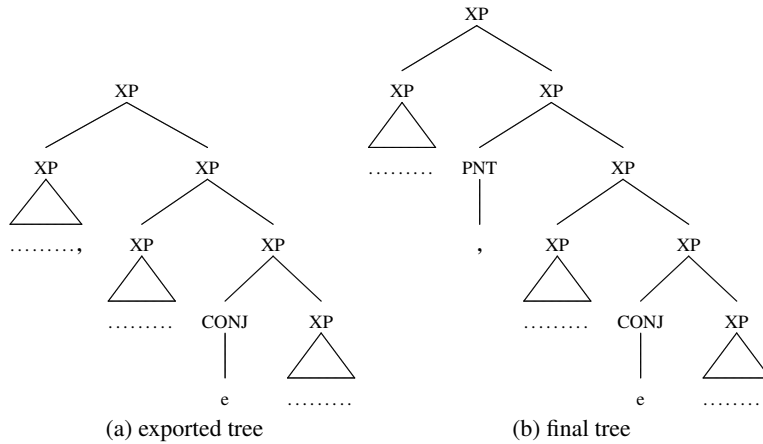 XP
XP XP
XP XP
......... PNT XP
XP XP
.........,
XP XP
, XP XP
......... CONJ XP
......... CONJ XP
e .........
e .........
(a) exported tree
(b) final tree